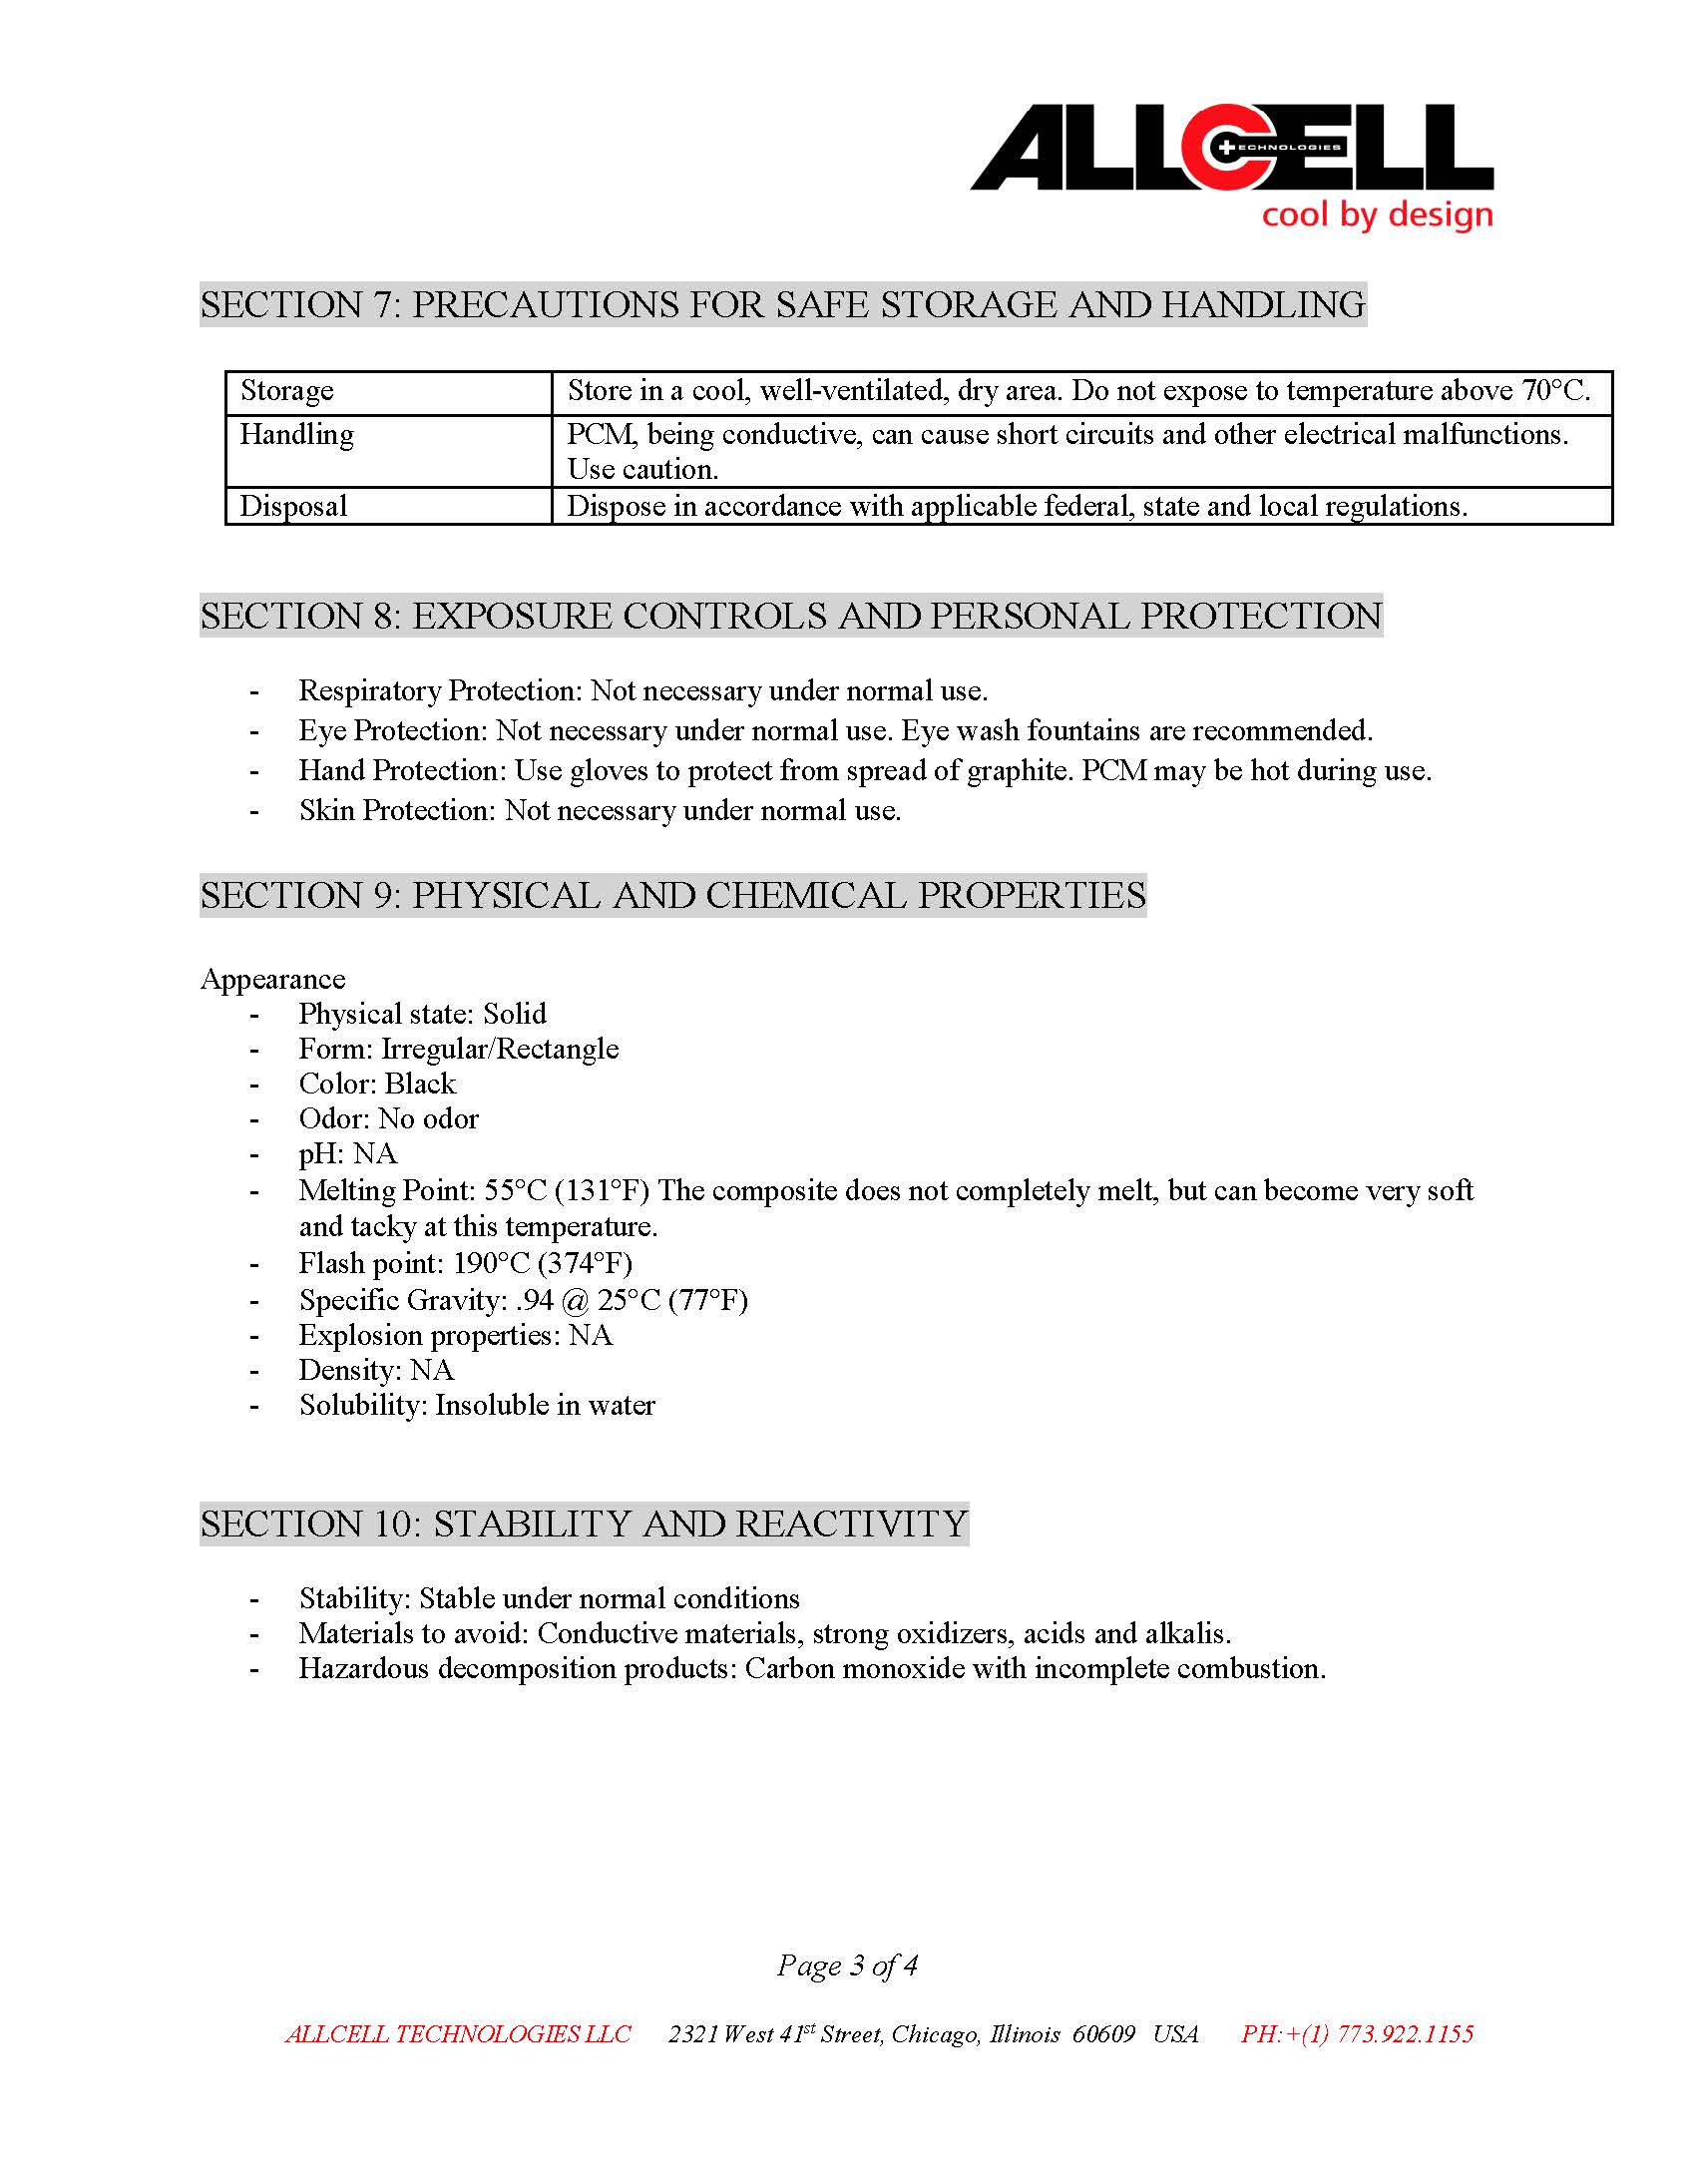 ALLCELL
TECHNOLOGIES
cool by design
SECTION 7: PRECAUTIONS FOR SAFE STORAGE AND HANDLING
Storage Store in a cool, well-ventilated, dry area. Do not expose to temperature above 70°C.
Handling PCM, being conductive, can cause short circuits and other electrical malfunctions.
Use caution.
Disposal Dispose in accordance with applicable federal, state and local regulations.
SECTION 8: EXPOSURE CONTROLS AND PERSONAL PROTECTION
- Respiratory Protection: Not necessary under normal use.
- Eye Protection: Not necessary under normal use. Eye wash fountains are recommended.
- Hand Protection: Use gloves to protect from spread of graphite. PCM may be hot during use.
- Skin Protection: Not necessary under normal use.
SECTION 9: PHYSICAL AND CHEMICAL PROPERTIES
Appearance
- Physical state: Solid
- Form: Irregular/Rectangle
- Color: Black
- Odor: No odor
- pH: NA
- Melting Point: 55°C (131°F) The composite does not completely melt, but can become very soft
and tacky at this temperature.
- Flash point: 190°C (374°F)
- Specific Gravity: .94 @ 25°C (77°F)
- Explosion properties: NA
- Density: NA
- Solubility: Insoluble in water
SECTION 10: STABILITY AND REACTIVITY
- Stability: Stable under normal conditions
- Materials to avoid: Conductive materials, strong oxidizers, acids and alkalis.
- Hazardous decomposition products: Carbon monoxide with incomplete combustion.
Page 3 of 4
ALLCELL TECHNOLOGIES LLC 2321 West 41st Street, Chicago, Illinois 60609 USA PH:+(1) 773.922.1155